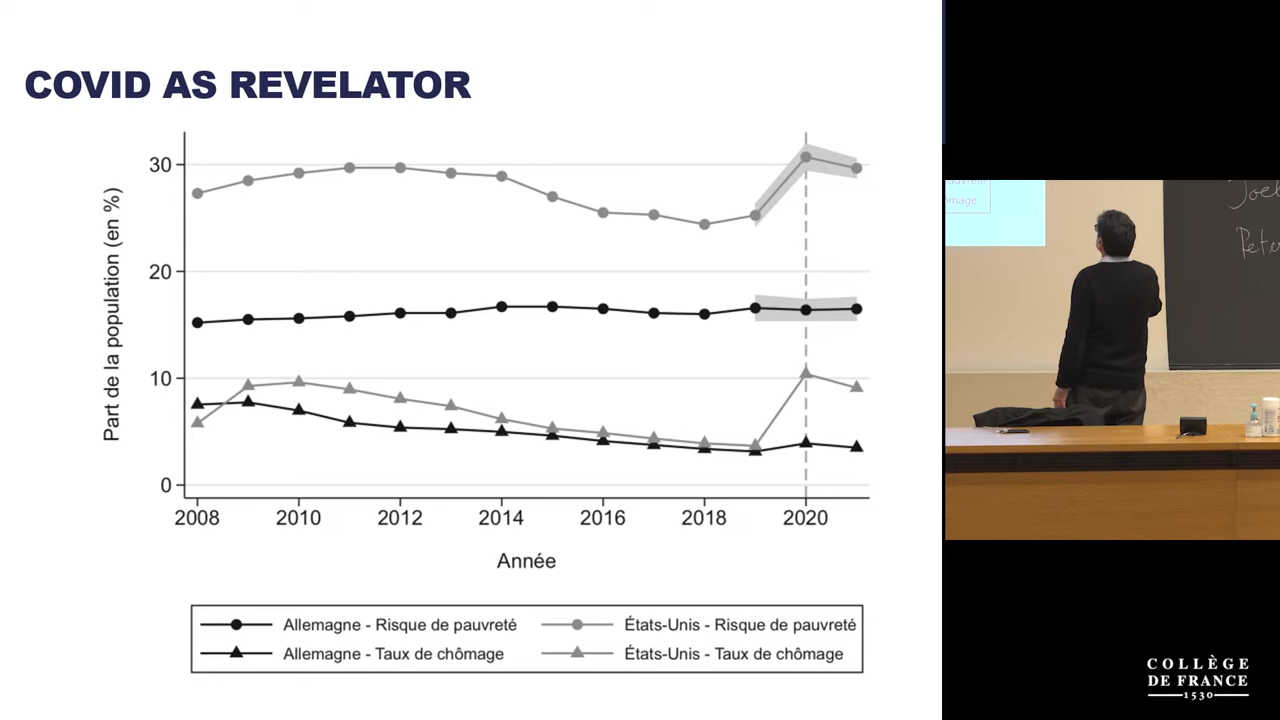 COVID AS REVELATOR
Part de la population (en %)
30
20
10
0
2008 2010 2012 2014 2016 2018 2020
Année
Allemagne - Risque de pauvreté États-Unis - Risque de pauvreté
Allemagne - Taux de chômage États-Unis - Taux de chômage
Peter
COLLÈGE
DE FRANCE
1530